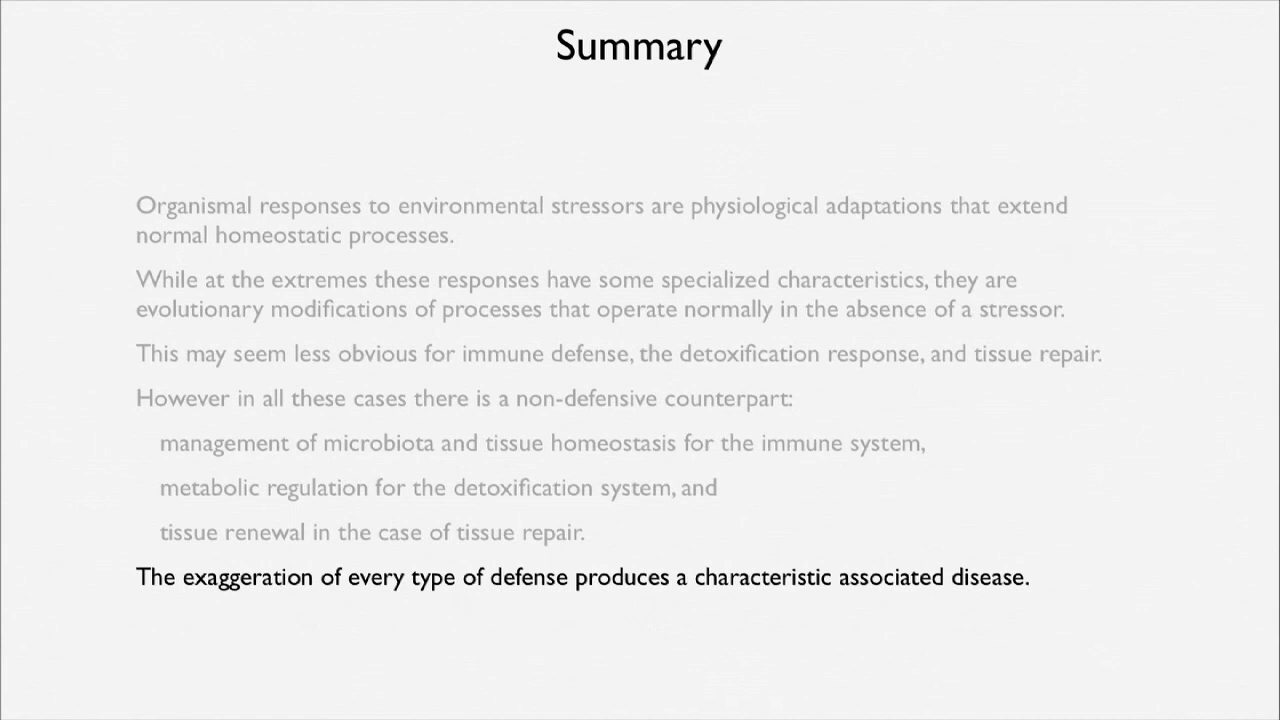 Summary
Organismal responses to environmental stressors are physiological adaptations that extend
normal homeostatic processes.
While at the extremes these responses have some specialized characteristics, they are
evolutionary modifications of processes that operate normally in the absence of a stressor.
This may seem less obvious for immune defense, the detoxification response, and tissue repair.
However in all these cases there is a non-defensive counterpart:
management of microbiota and tissue homeostasis for the immune system,
metabolic regulation for the detoxification system, and
tissue renewal in the case of tissue repair.
The exaggeration of every type of defense produces a characteristic associated disease.